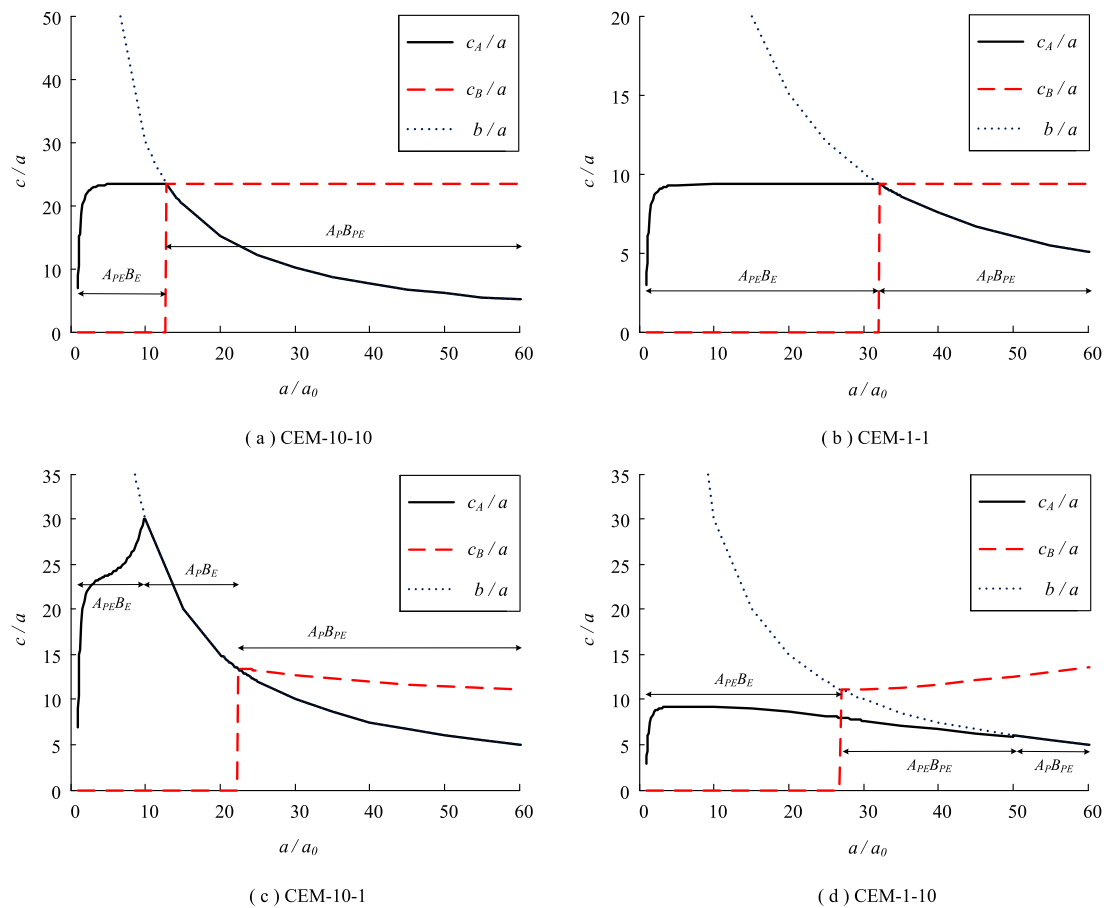 50
40
30
20
10
0
c / a
c_A / a
c_B / a
b / a
A_P B_PE
A_PE B_E
0 10 20 30 40 50 60
a / a_0
( a ) CEM-10-10
20
15
10
5
0
c / a
c_A / a
c_B / a
b / a
A_PE B_E
A_P B_PE
0 10 20 30 40 50 60
a / a_0
( b ) CEM-1-1
35
30
25
20
15
10
5
0
c / a
c_A / a
c_B / a
b / a
A_P B_E
A_PE B_E
A_P B_PE
0 10 20 30 40 50 60
a / a_0
( c ) CEM-10-1
35
30
25
20
15
10
5
0
c / a
c_A / a
c_B / a
b / a
A_PE B_E
A_PE B_PE
A_P B_PE
0 10 20 30 40 50 60
a / a_0
( d ) CEM-1-10